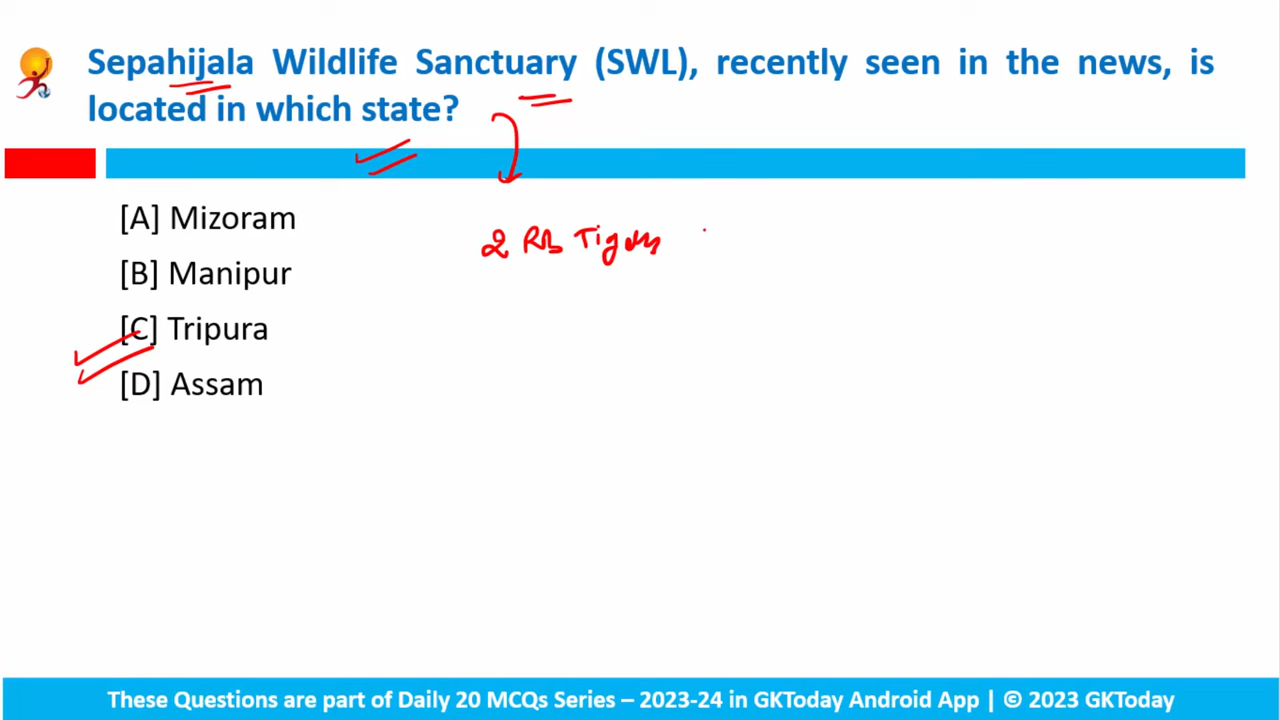 Sepahijala Wildlife Sanctuary (SWL), recently seen in the news, is
located in which state?
[A] Mizoram
2 RB Tigers
[B] Manipur
[C] Tripura
[D] Assam
These Questions are part of Daily 20 MCQs Series – 2023-24 in GKToday Android App | © 2023 GKToday